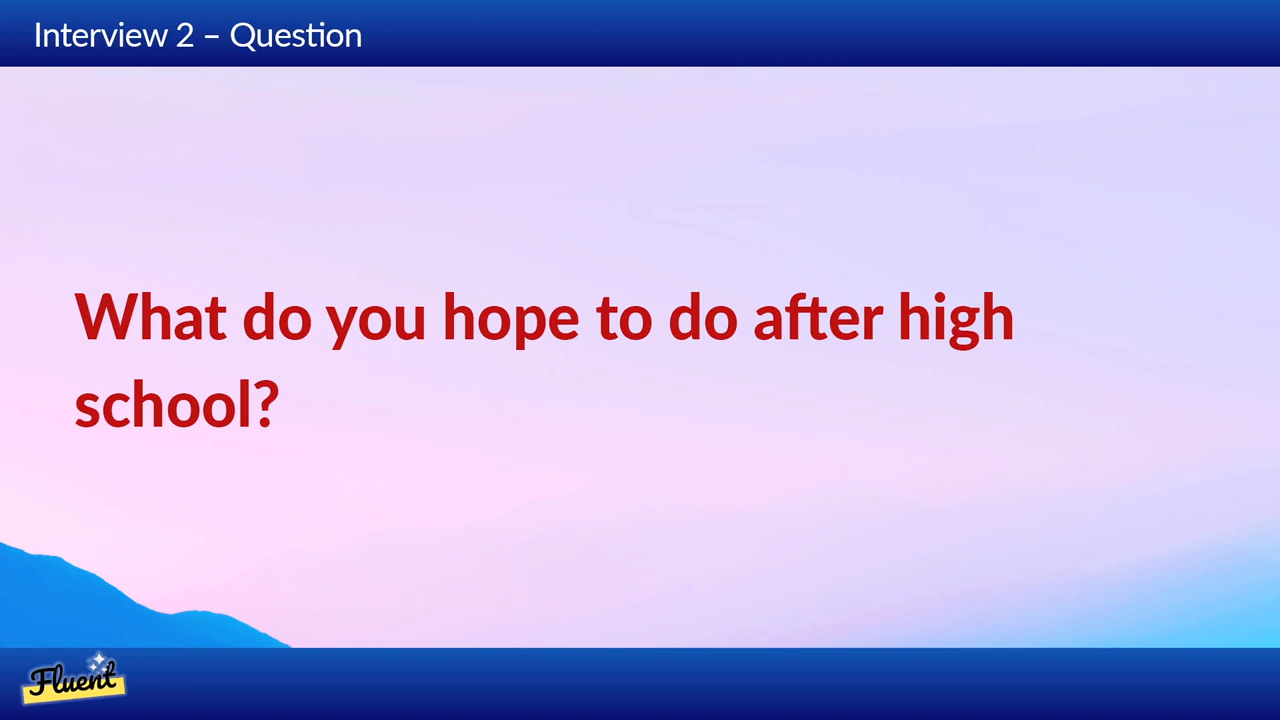 Interview 2 – Question
What do you hope to do after high
school?
Fluent